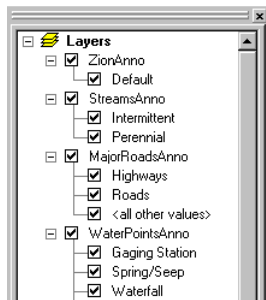 Layers
ZionAnno
Default
StreamsAnno
Intermittent
Perennial
MajorRoadsAnno
Highways
Roads
<all other values>
WaterPointsAnno
Gaging Station
Spring/Seep
Waterfall